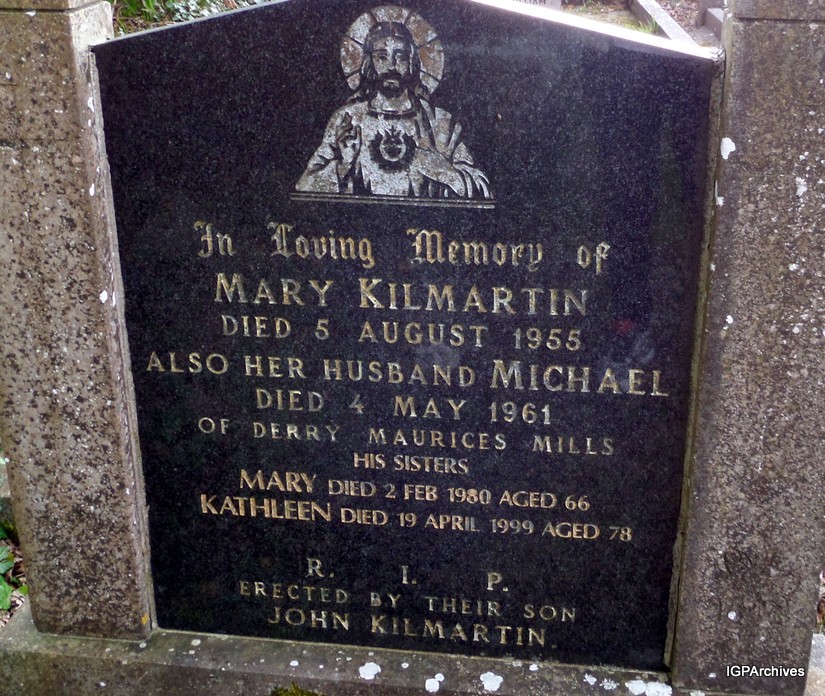 In Loving Memory of
MARY KILMARTIN
DIED 5 AUGUST 1955
ALSO HER HUSBAND MICHAEL
DIED 4 MAY 1961
OF DERRY MAURICES MILLS
HIS SISTERS
MARY DIED 2 FEB 1980 AGED 66
KATHLEEN DIED 19 APRIL 1999 AGED 78
R. I. P.
ERECTED BY THEIR SON
JOHN KILMARTIN
IGPArchives